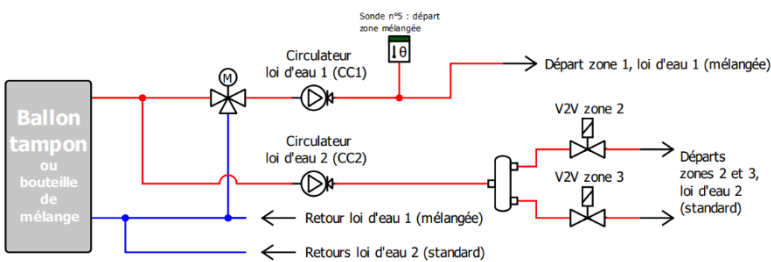 Sonde n°5 : départ
zone mélangée
Circulateur
loi d'eau 1 (CC1)
M
θ
Départ zone 1, loi d'eau 1 (mélangée)
Ballon
tampon
ou
bouteille
de
mélange
Circulateur
loi d'eau 2 (CC2)
V2V zone 2
V2V zone 3
Départs
zones 2 et 3,
loi d'eau 2
(standard)
Retour loi d'eau 1 (mélangée)
Retours loi d'eau 2 (standard)